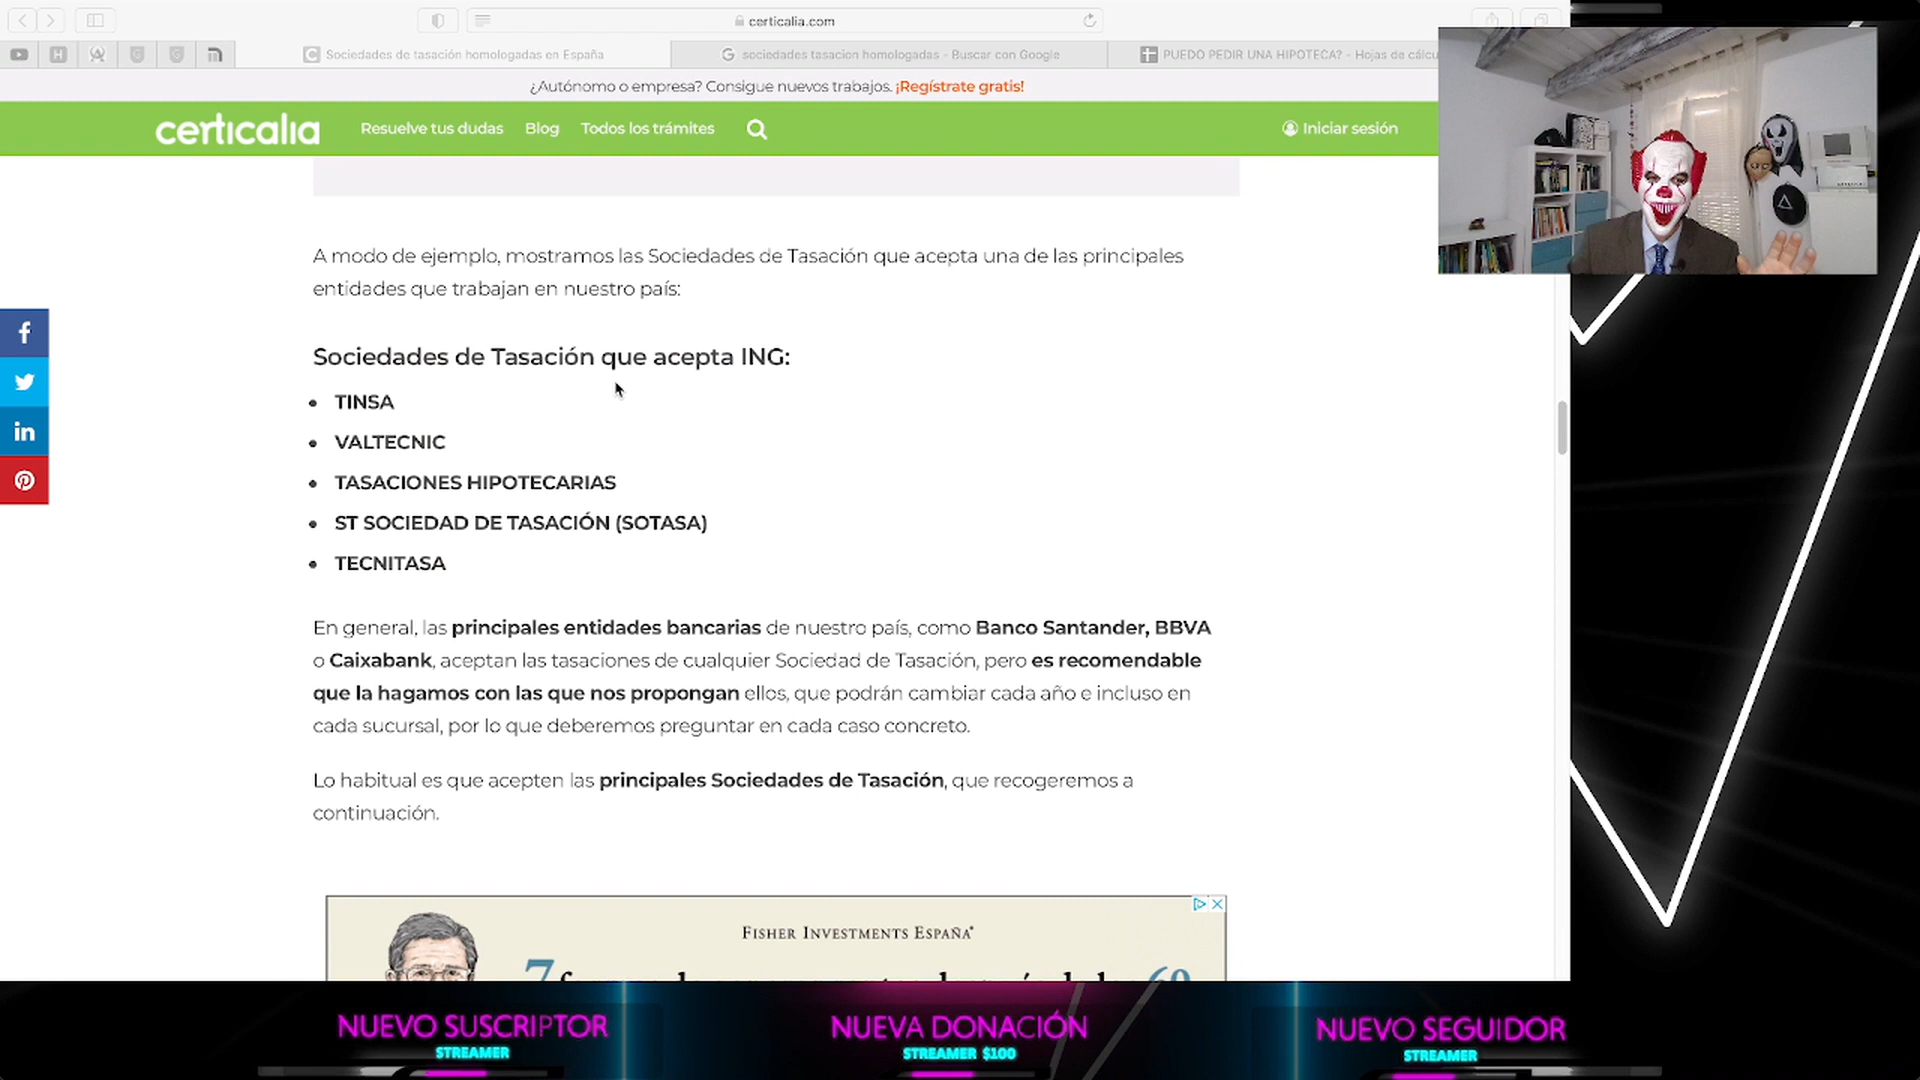 certicalia.com
Sociedades de tasación homologadas en España
sociedades tasacion homologadas - Buscar con Google
PUEDO PEDIR UNA HIPOTECA? - Hojas de cálcu
¿Autónomo o empresa? Consigue nuevos trabajos. ¡Regístrate gratis!
certicalia
Resuelve tus dudas
Blog
Todos los trámites
Iniciar sesión
A modo de ejemplo, mostramos las Sociedades de Tasación que acepta una de las principales
entidades que trabajan en nuestro país:
Sociedades de Tasación que acepta ING:
TINSA
VALTECNIC
TASACIONES HIPOTECARIAS
ST SOCIEDAD DE TASACIÓN (SOTASA)
TECNITASA
En general, las principales entidades bancarias de nuestro país, como Banco Santander, BBVA
o Caixabank, aceptan las tasaciones de cualquier Sociedad de Tasación, pero es recomendable
que la hagamos con las que nos propongan ellos, que podrán cambiar cada año e incluso en
cada sucursal, por lo que deberemos preguntar en cada caso concreto.
Lo habitual es que acepten las principales Sociedades de Tasación, que recogeremos a
continuación.
FISHER INVESTMENTS ESPAÑA
NUEVO SUSCRIPTOR
STREAMER
NUEVA DONACIÓN
STREAMER $100
NUEVO SEGUIDOR
STREAMER